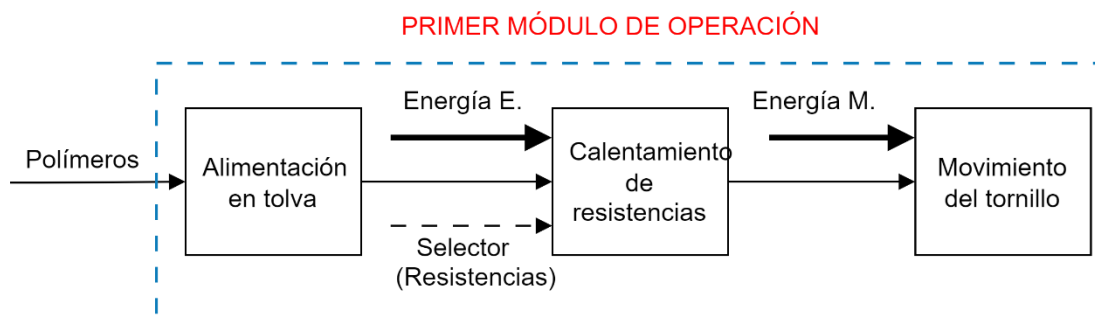 PRIMER MÓDULO DE OPERACIÓN
Polímeros
Alimentación
en tolva
Energía E.
Selector
(Resistencias)
Calentamiento
de
resistencias
Energía M.
Movimiento
del tornillo